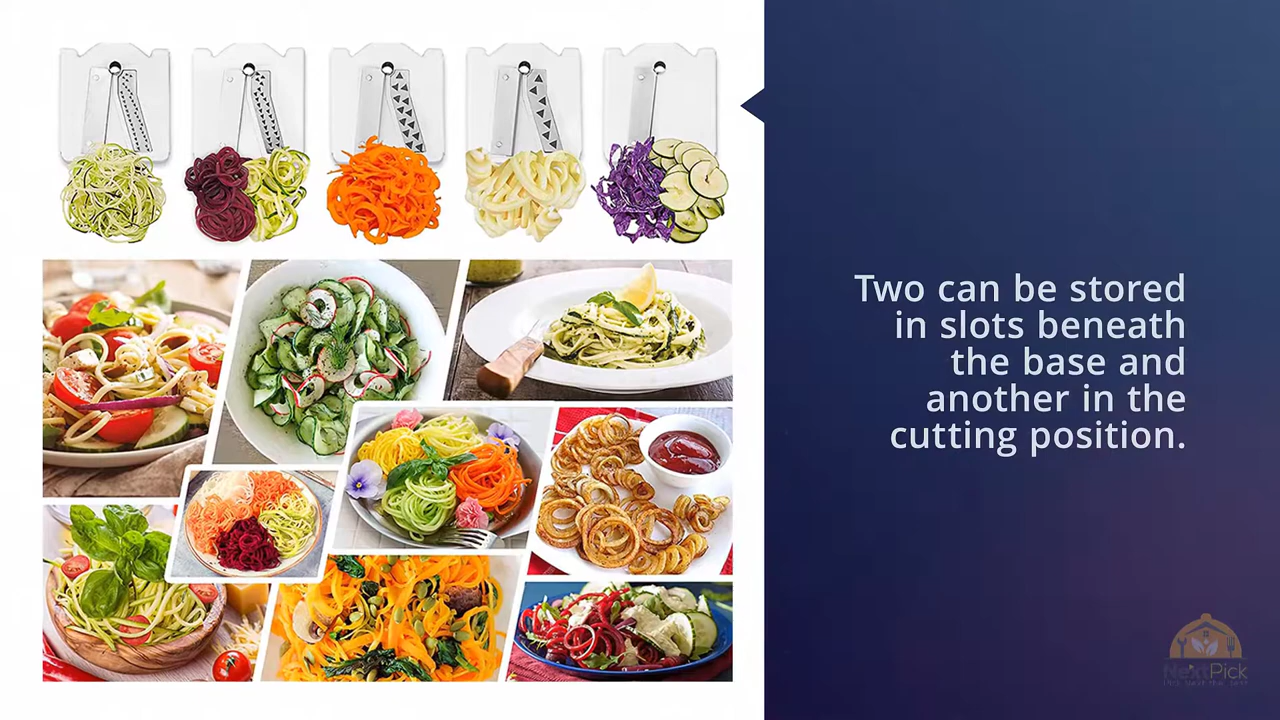 Two can be stored
in slots beneath
the base and
another in the
cutting position.
NextPick